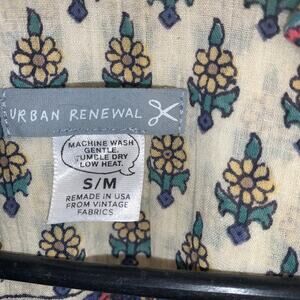 URBAN RENEWAL
MACHINE WASH
GENTLE.
TUMBLE DRY
LOW HEAT.
S/M
REMADE IN USA
FROM VINTAGE
FABRICS